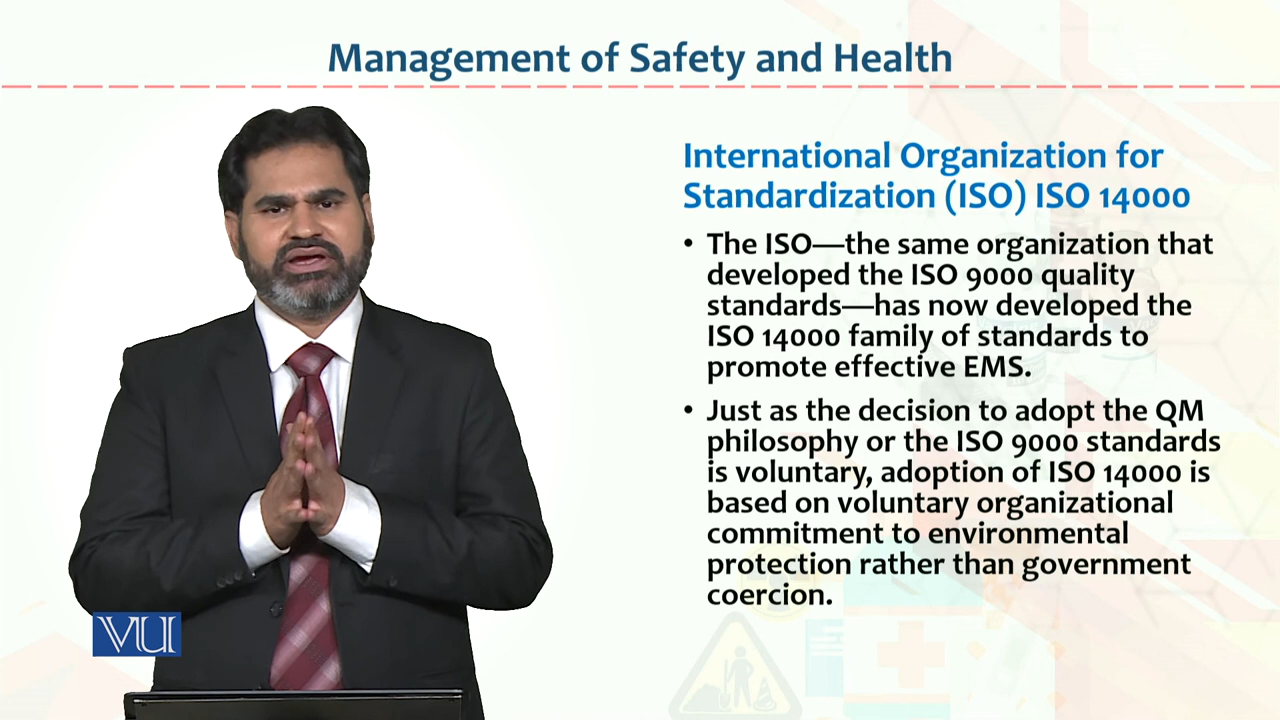 Management of Safety and Health
International Organization for
Standardization (ISO) ISO 14000
• The ISO—the same organization that
developed the ISO 9000 quality
standards—has now developed the
ISO 14000 family of standards to
promote effective EMS.
• Just as the decision to adopt the QM
philosophy or the ISO 9000 standards
is voluntary, adoption of ISO 14000 is
based on voluntary organizational
commitment to environmental
protection rather than government
coercion.
VU